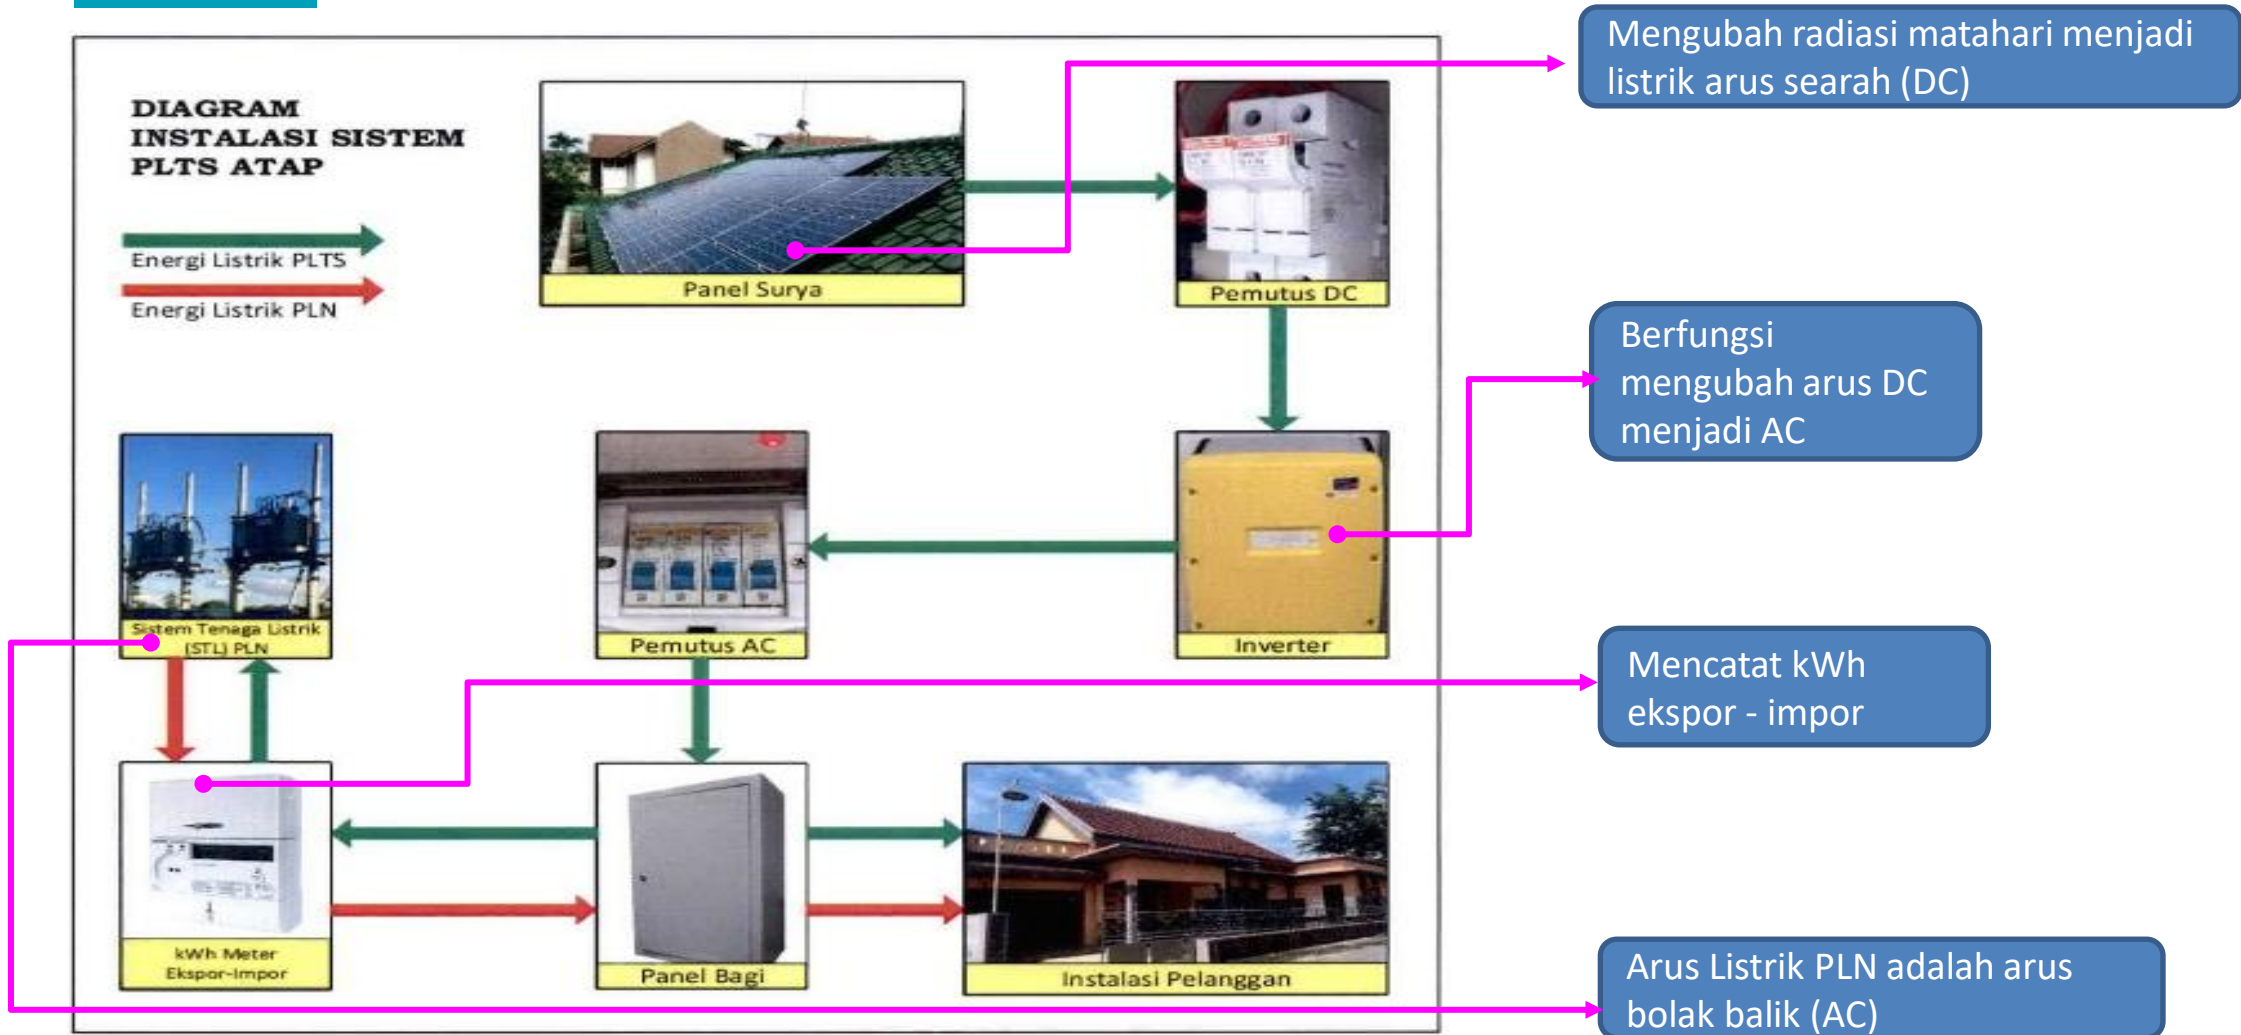 DIAGRAM
INSTALASI SISTEM
PLTS ATAP
Energi Listrik PLTS
Energi Listrik PLN
Panel Surya
Pemutus DC
Mengubah radiasi matahari menjadi
listrik arus searah (DC)
Berfungsi
mengubah arus DC
menjadi AC
Sistem Tenaga Listrik
(STL) PLN
Pemutus AC
Inverter
Mencatat kWh
ekspor - impor
kWh Meter
Ekspor-Impor
Panel Bagi
Instalasi Pelanggan
Arus Listrik PLN adalah arus
bolak balik (AC)